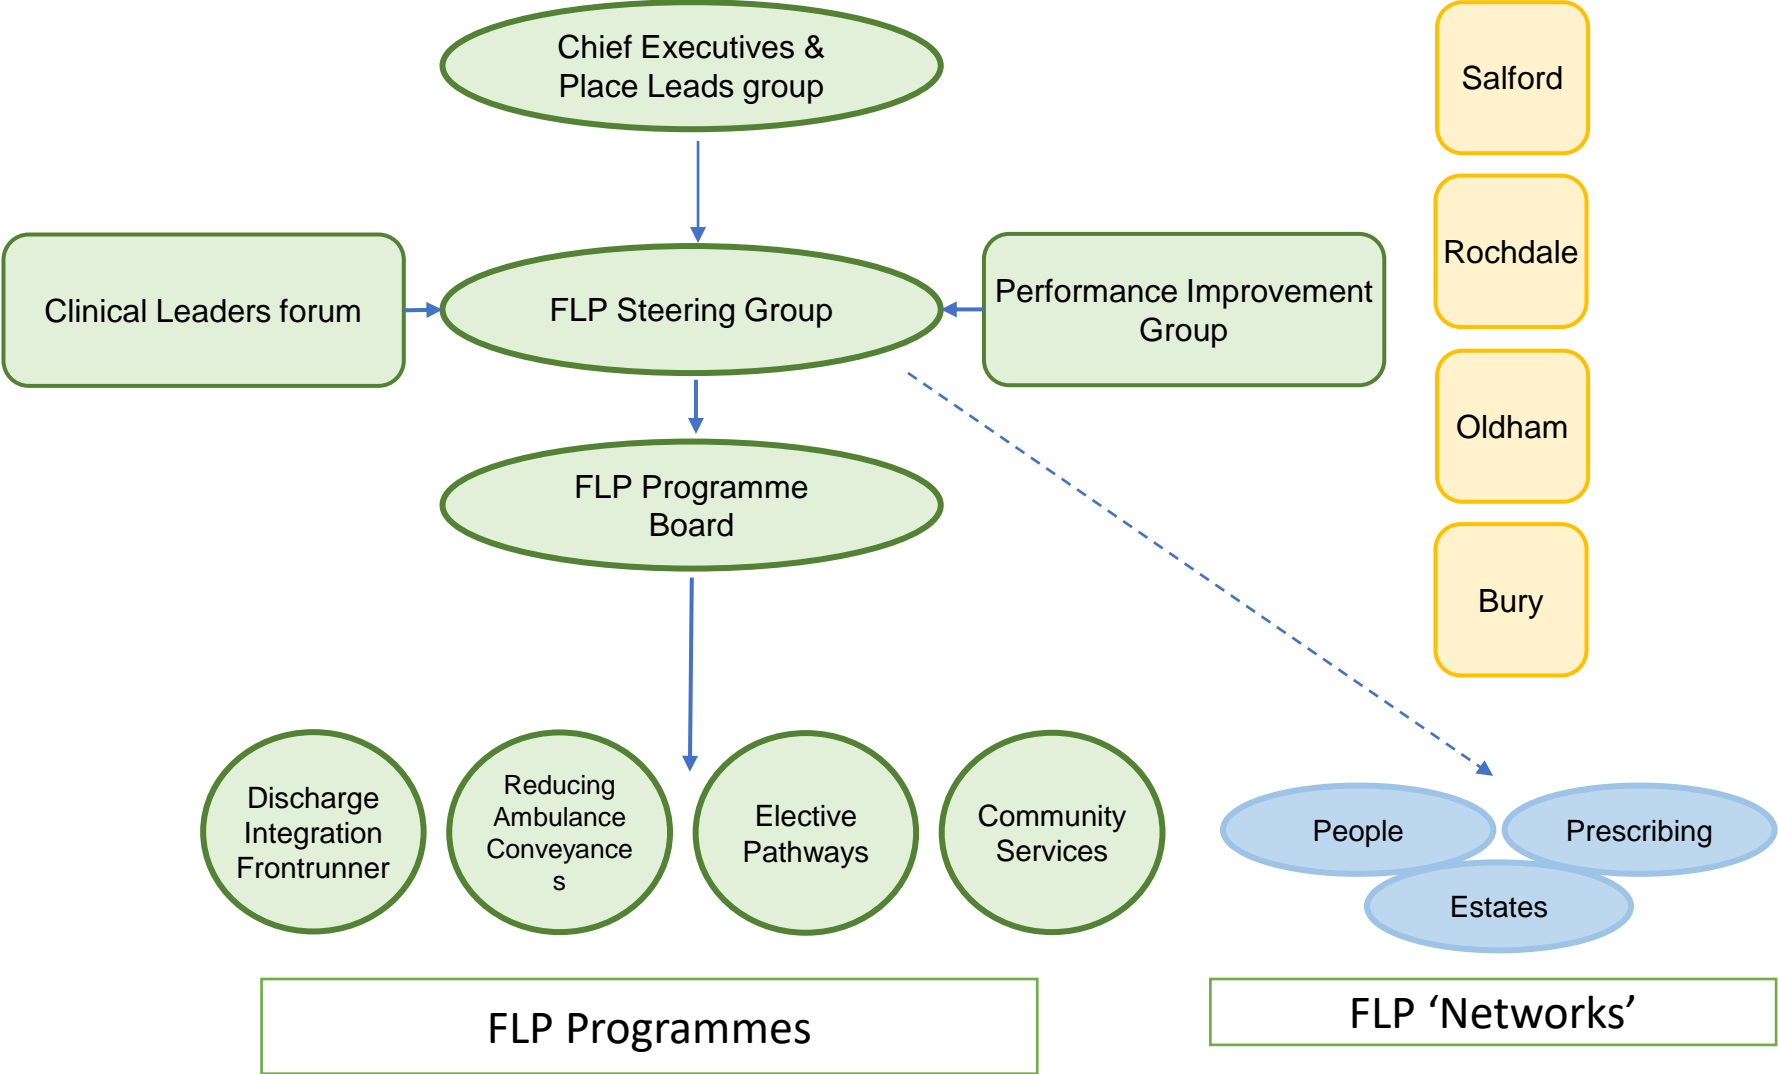 Chief Executives &
Place Leads group
Salford
Rochdale
Clinical Leaders forum
FLP Steering Group
Performance Improvement
Group
Oldham
FLP Programme
Board
Bury
Discharge
Integration
Frontrunner
Reducing
Ambulance
Conveyance
s
Elective
Pathways
Community
Services
People
Prescribing
Estates
FLP Programmes
FLP ‘Networks’